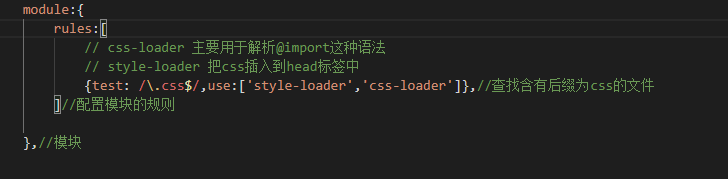 module:{
rules:[
// css-loader 主要用于解析@import这种语法
// style-loader 把css插入到head标签中
{test: /\.css$/,use:['style-loader','css-loader']},//查找含有后缀为css的文件
]//配置模块的规则
},//模块